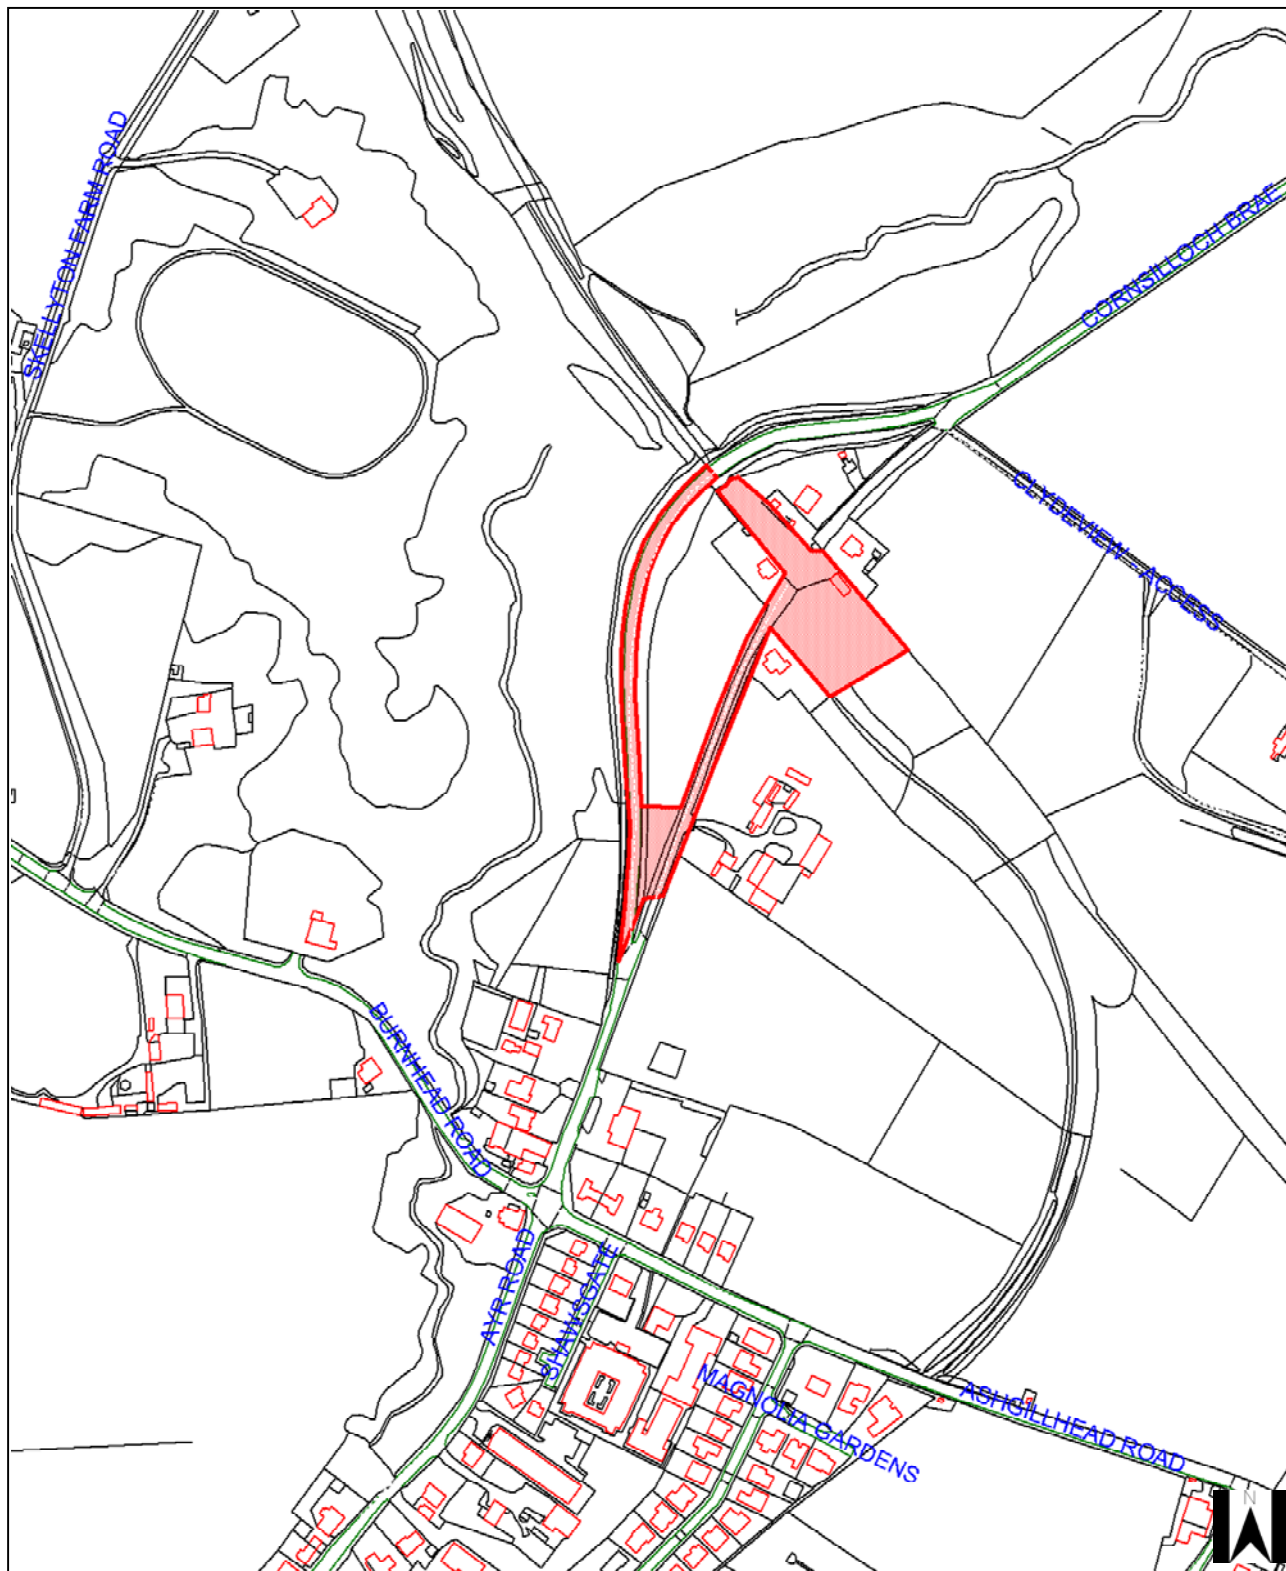 SKELLYTON FARM ROAD
CORNSILLOCH BRAE
CLYDEVIEW - ACCESS
BURNHEAD ROAD
AYR ROAD
SHAWSGATE
MAGNOLIA GARDENS
ASHGILLHEAD ROAD
N